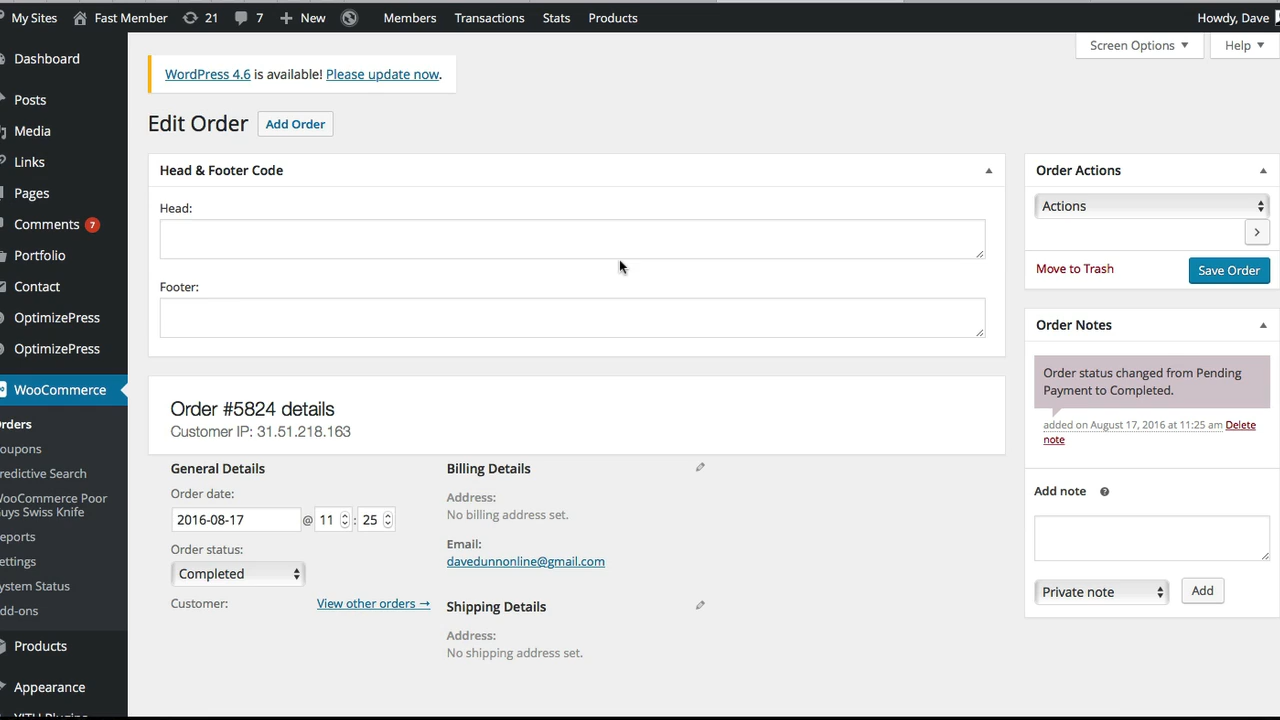 My Sites Fast Member 21 7 New Members Transactions Stats Products Howdy, Dave
Screen Options Help
Dashboard
Posts
Media
Links
Pages
Comments 7
Portfolio
Contact
OptimizePress
OptimizePress
WooCommerce
rders
oupons
redictive Search
ooCommerce Poor
uys Swiss Knife
eports
ettings
ystem Status
dd-ons
Products
Appearance
WordPress 4.6 is available! Please update now.
Edit Order Add Order
Head & Footer Code
Head:
Footer:
Order #5824 details
Customer IP: 31.51.218.163
General Details
Order date:
2016-08-17 @ 11 : 25
Order status:
Completed
Customer: View other orders →
Billing Details
Address:
No billing address set.
Email:
davedunnonline@gmail.com
Shipping Details
Address:
No shipping address set.
Order Actions
Actions
Move to Trash Save Order
Order Notes
Order status changed from Pending
Payment to Completed.
added on August 17, 2016 at 11:25 am Delete
note
Add note ?
Private note Add